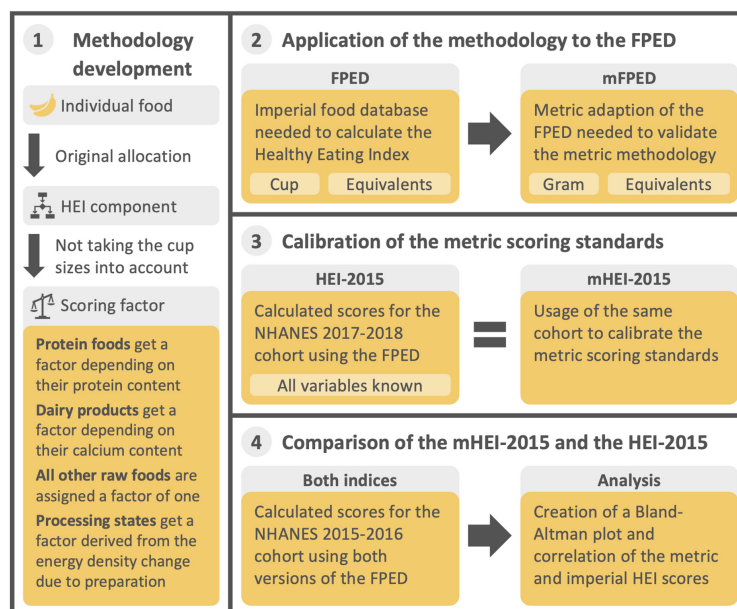 1 Methodology
development
Individual food
Original allocation
HEI component
Not taking the cup
sizes into account
Scoring factor
Protein foods get a
factor depending on
their protein content
Dairy products get a
factor depending on
their calcium content
All other raw foods are
assigned a factor of one
Processing states get a
factor derived from the
energy density change
due to preparation
2 Application of the methodology to the FPED
FPED
Imperial food database
needed to calculate the
Healthy Eating Index
Cup Equivalents
mFPED
Metric adaption of the
FPED needed to validate
the metric methodology
Gram Equivalents
3 Calibration of the metric scoring standards
HEI-2015
Calculated scores for the
NHANES 2017-2018
cohort using the FPED
All variables known
=
mHEI-2015
Usage of the same
cohort to calibrate the
metric scoring standards
4 Comparison of the mHEI-2015 and the HEI-2015
Both indices
Calculated scores for the
NHANES 2015-2016
cohort using both
versions of the FPED
Analysis
Creation of a Bland-
Altman plot and
correlation of the metric
and imperial HEI scores